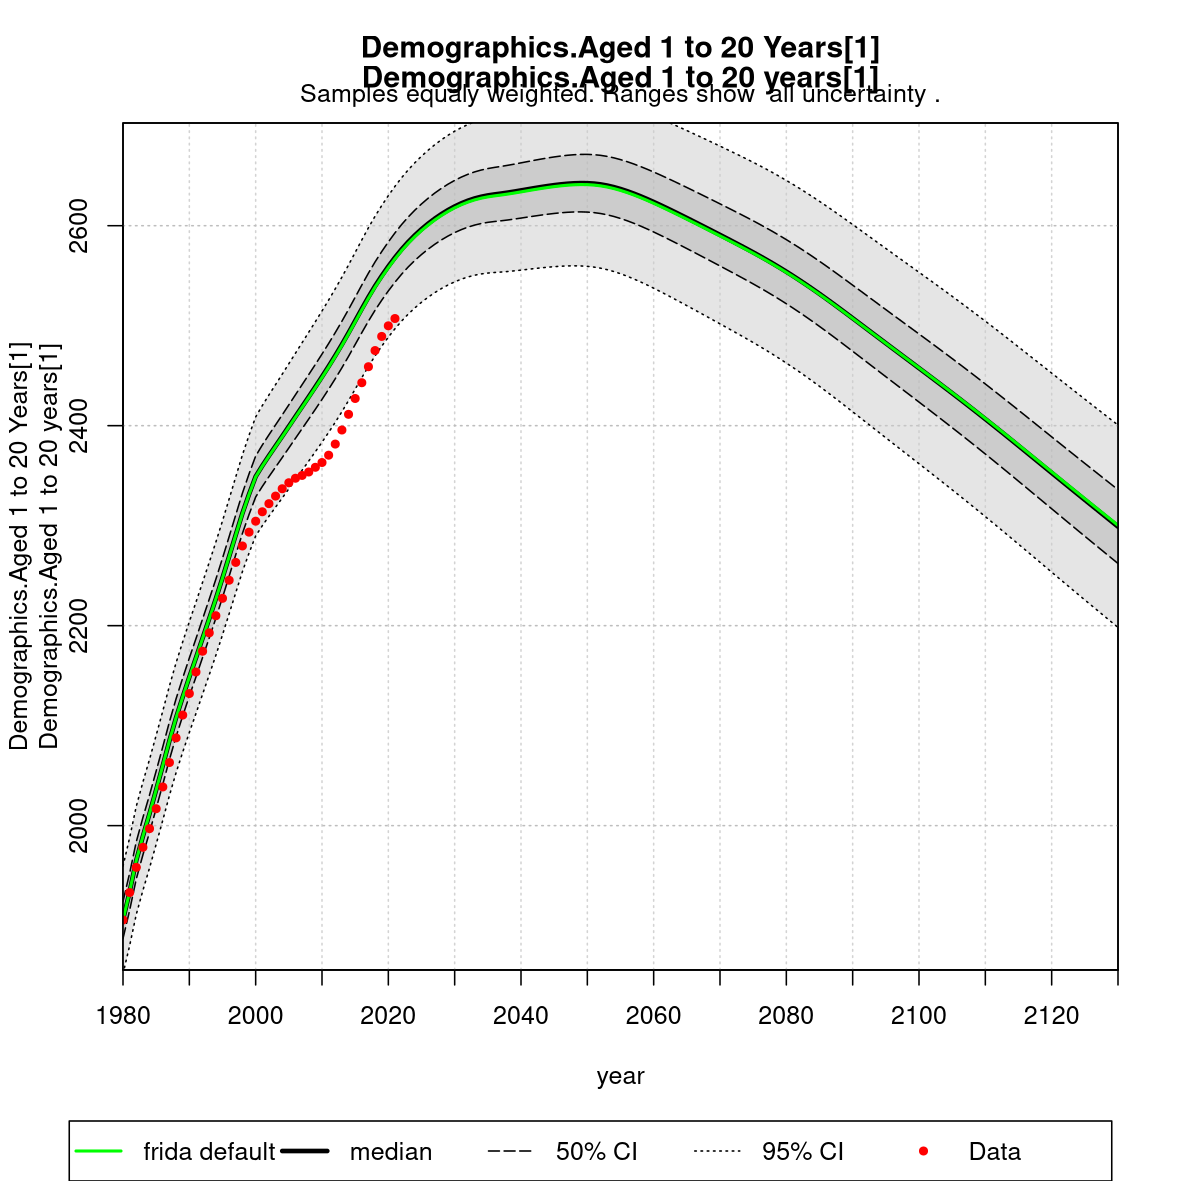 Demographics.Aged 1 to 20 Years[1]
Demographics.Aged 1 to 20 years[1]
Samples equaly weighted. Ranges show  all uncertainty .
Demographics.Aged 1 to 20 Years[1]
Demographics.Aged 1 to 20 years[1]
2600
2400
2200
2000
1980 2000 2020 2040 2060 2080 2100 2120
year
frida default median 50% CI 95% CI Data